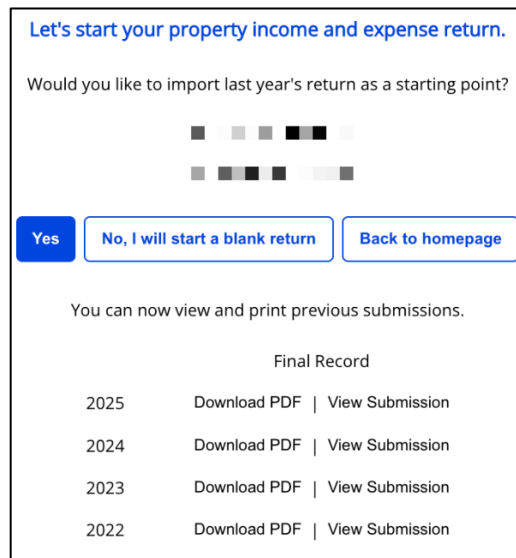 Let's start your property income and expense return.
Would you like to import last year's return as a starting point?
Yes
No, I will start a blank return
Back to homepage
You can now view and print previous submissions.
Final Record
2025 Download PDF | View Submission
2024 Download PDF | View Submission
2023 Download PDF | View Submission
2022 Download PDF | View Submission